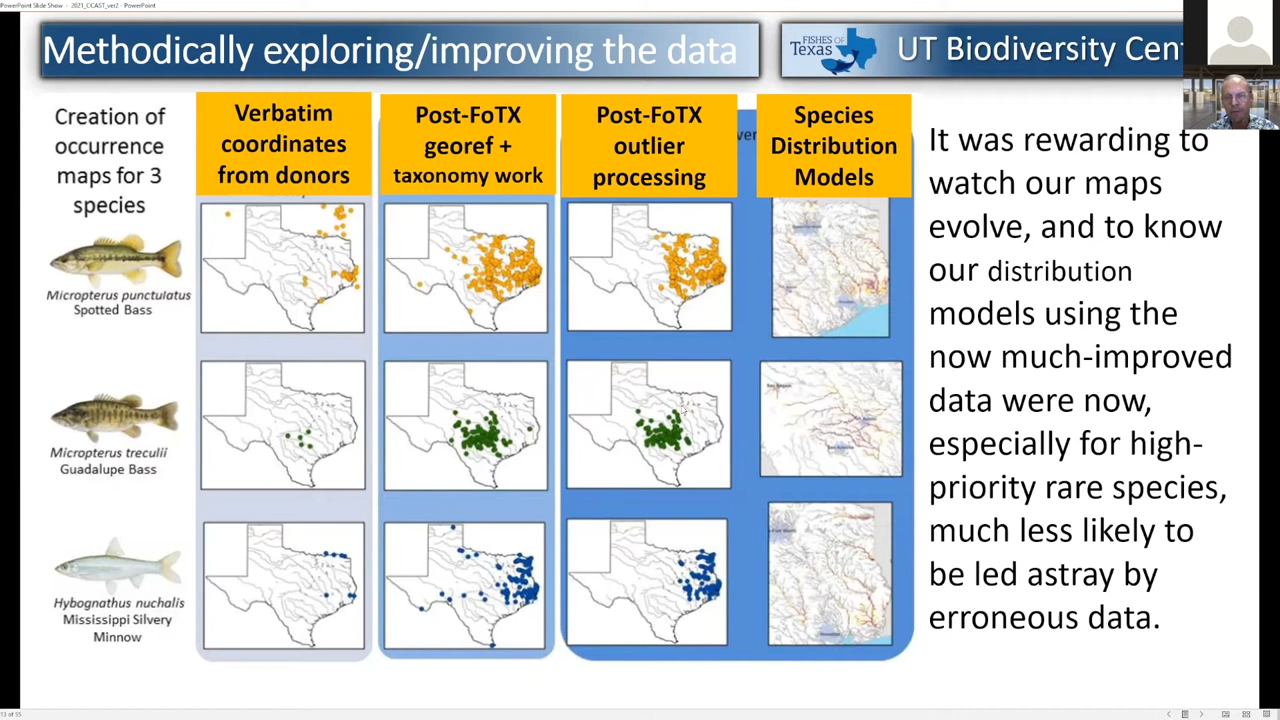 PowerPoint Slide Show - 2021_CCAST_ver2 - PowerPoint
Methodically exploring/improving the data
FISHES OF
Texas
UT Biodiversity Cen
Creation of
occurrence
maps for 3
species
Verbatim
coordinates
from donors
Post-FoTX
georef +
taxonomy work
Post-FoTX
outlier
processing
Species
Distribution
Models
Micropterus punctulatus
Spotted Bass
Micropterus treculii
Guadalupe Bass
Hybognathus nuchalis
Mississippi Silvery
Minnow
It was rewarding to
watch our maps
evolve, and to know
our distribution
models using the
now much-improved
data were now,
especially for high-
priority rare species,
much less likely to
be led astray by
erroneous data.
13 of 55